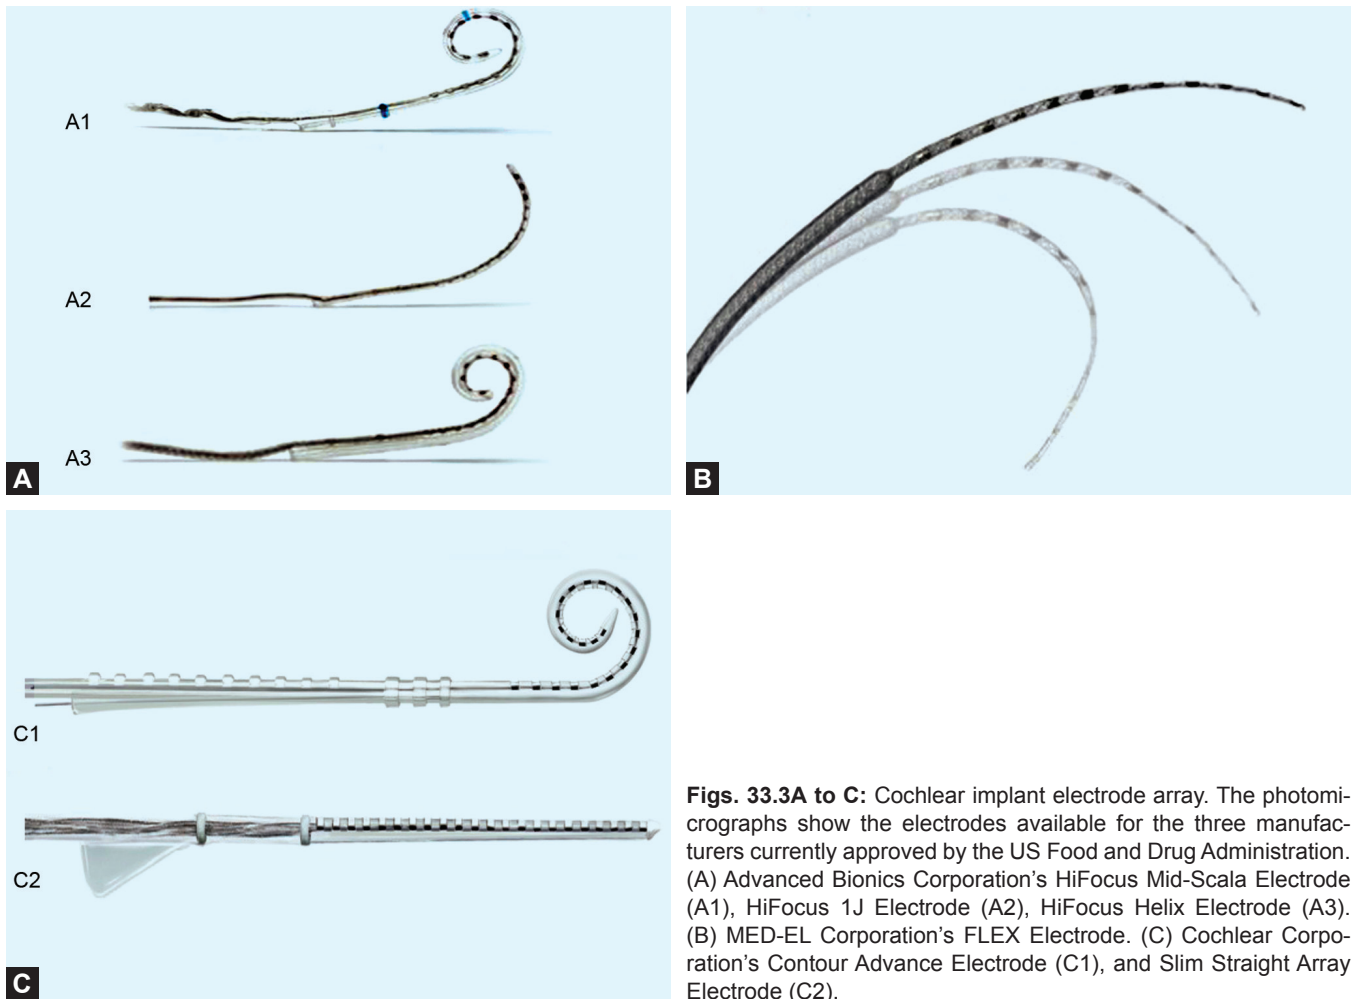 A1
A2
A3
A
B
C1
C2
C
Figs. 33.3A to C: Cochlear implant electrode array. The photomi-
crographs show the electrodes available for the three manufac-
turers currently approved by the US Food and Drug Administration.
(A) Advanced Bionics Corporation's HiFocus Mid-Scala Electrode
(A1), HiFocus 1J Electrode (A2), HiFocus Helix Electrode (A3).
(B) MED-EL Corporation's FLEX Electrode. (C) Cochlear Corpo-
ration's Contour Advance Electrode (C1), and Slim Straight Array
Electrode (C2).